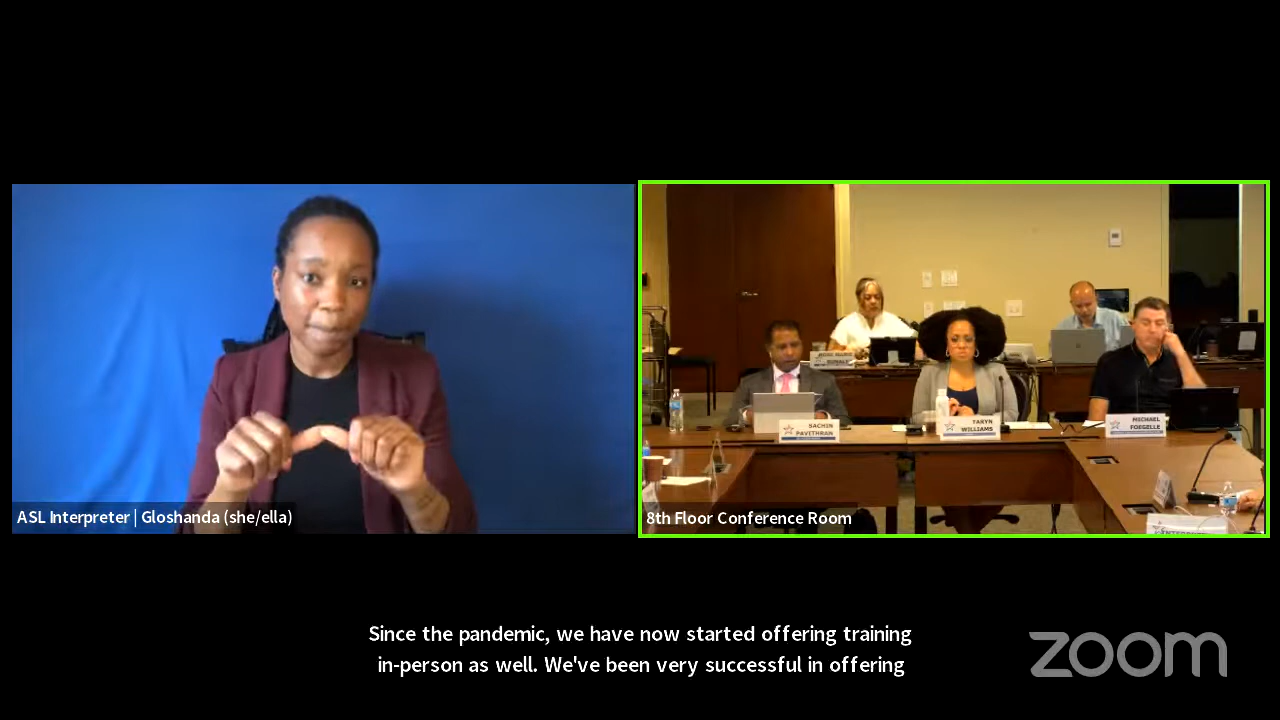 SACHIN
PAVITHRAN
TARYN
WILLIAMS
MICHAEL
FOEGELLE
ASL Interpreter | Gloshanda (she/ella)
8th Floor Conference Room
Since the pandemic, we have now started offering training
in-person as well. We've been very successful in offering
zoom